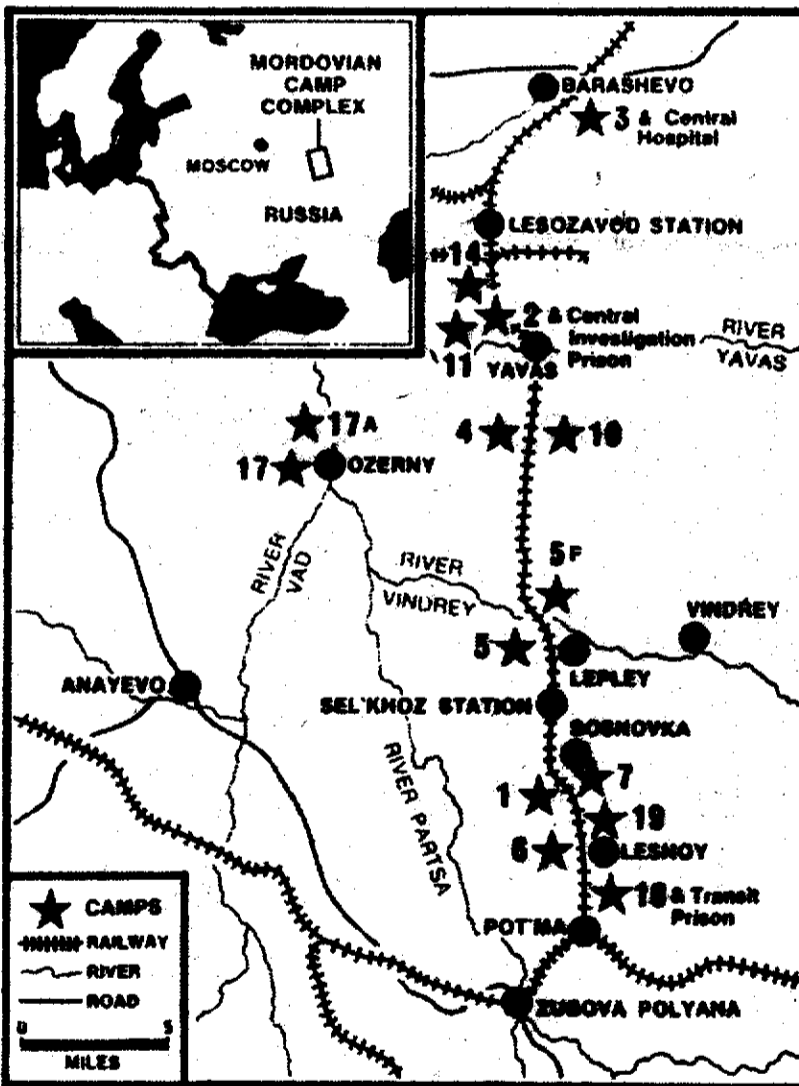 MORDOVIAN
CAMP
COMPLEX
MOSCOW
RUSSIA
BARASHEVO
3 & Central
Hospital
LESOZAVOD STATION
14
2 & Central
Investigation
Prison
11
YAVAS
RIVER
YAVAS
17A
17
OZERNY
4
10
RIVER
VAD
RIVER
VINDREY
5F
5
VINDREY
LEPLEY
ANAYEVO
SEL'KHOZ STATION
SOSNOVKA
RIVER PARTSA
1
7
19
6
LESNOY
18 & Transit
Prison
POT'MA
ZUBOVA POLYANA
CAMPS
RAILWAY
RIVER
ROAD
0 5
MILES